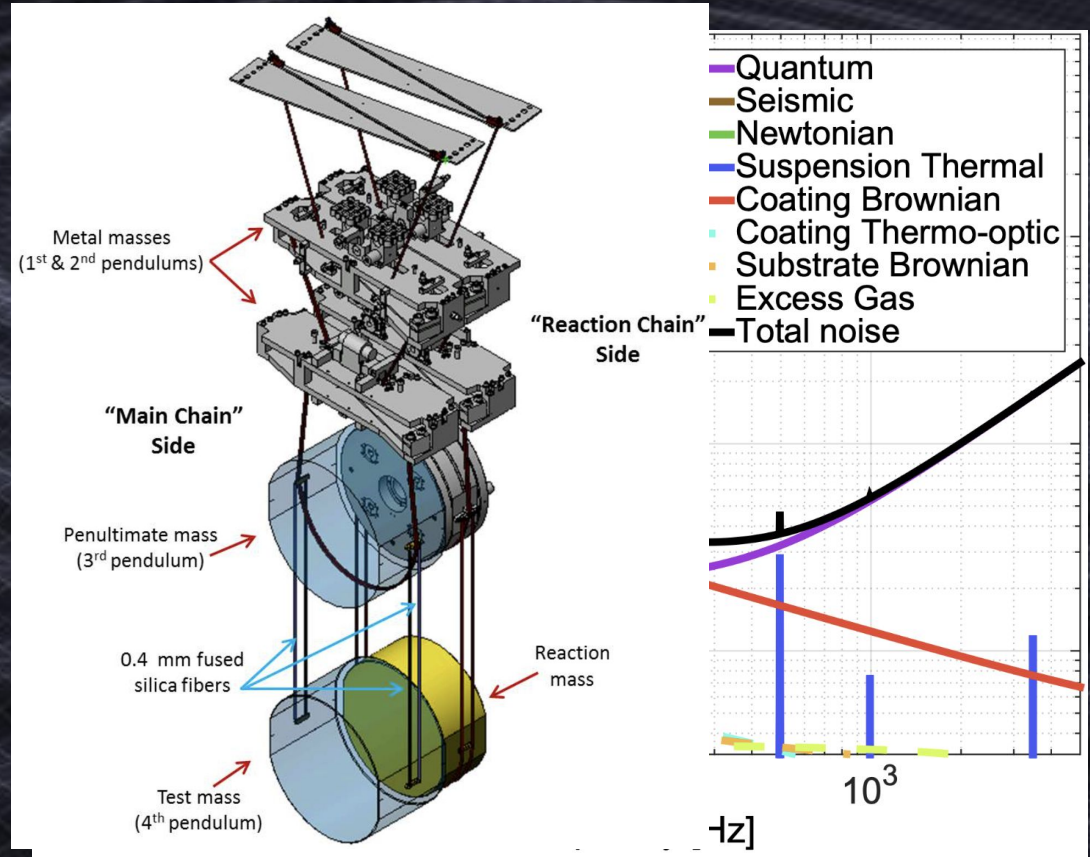 Metal masses
(1st & 2nd pendulums)
"Reaction Chain"
Side
"Main Chain"
Side
Penultimate mass
(3rd pendulum)
0.4 mm fused
silica fibers
Reaction
mass
Test mass
(4th pendulum)
Quantum
Seismic
Newtonian
Suspension Thermal
Coating Brownian
Coating Thermo-optic
Substrate Brownian
Excess Gas
Total noise
10³
Hz]